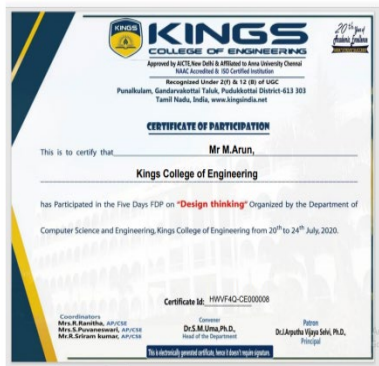 KINGS
KINGS
COLLEGE OF ENGINEERING
20th Year of
Academic Excellence
Approved by AICTE,New Delhi & Affiliated to Anna University Chennai
NAAC Accredited & ISO Certified Institution
Recognized Under 2(f) & 12 (B) of UGC
Punalkulam, Gandarvakottai Taluk, Pudukkottai District-613 303
Tamil Nadu, India, www.kingsindia.net
CERTIFICATE OF PARTICIPATION
This is to certify that Mr M.Arun,
Kings College of Engineering
has Participated in the Five Days FDP on "Design thinking" Organized by the Department of
Computer Science and Engineering, Kings College of Engineering from 20th to 24th July, 2020.
Certificate Id: HWVF4Q-CE000008
Coordinators
Mrs.R.Ranitha, AP/CSE
Mrs.S.Puvaneswari, AP/CSE
Mr.R.Sriram kumar, AP/CSE
Convener
Dr.S.M.Uma,Ph.D.,
Head of the Department
Patron
Dr.J.Arputha Vijaya Selvi, Ph.D.,
Principal
This is electronically generated certificate, hence it doesn't require signature.